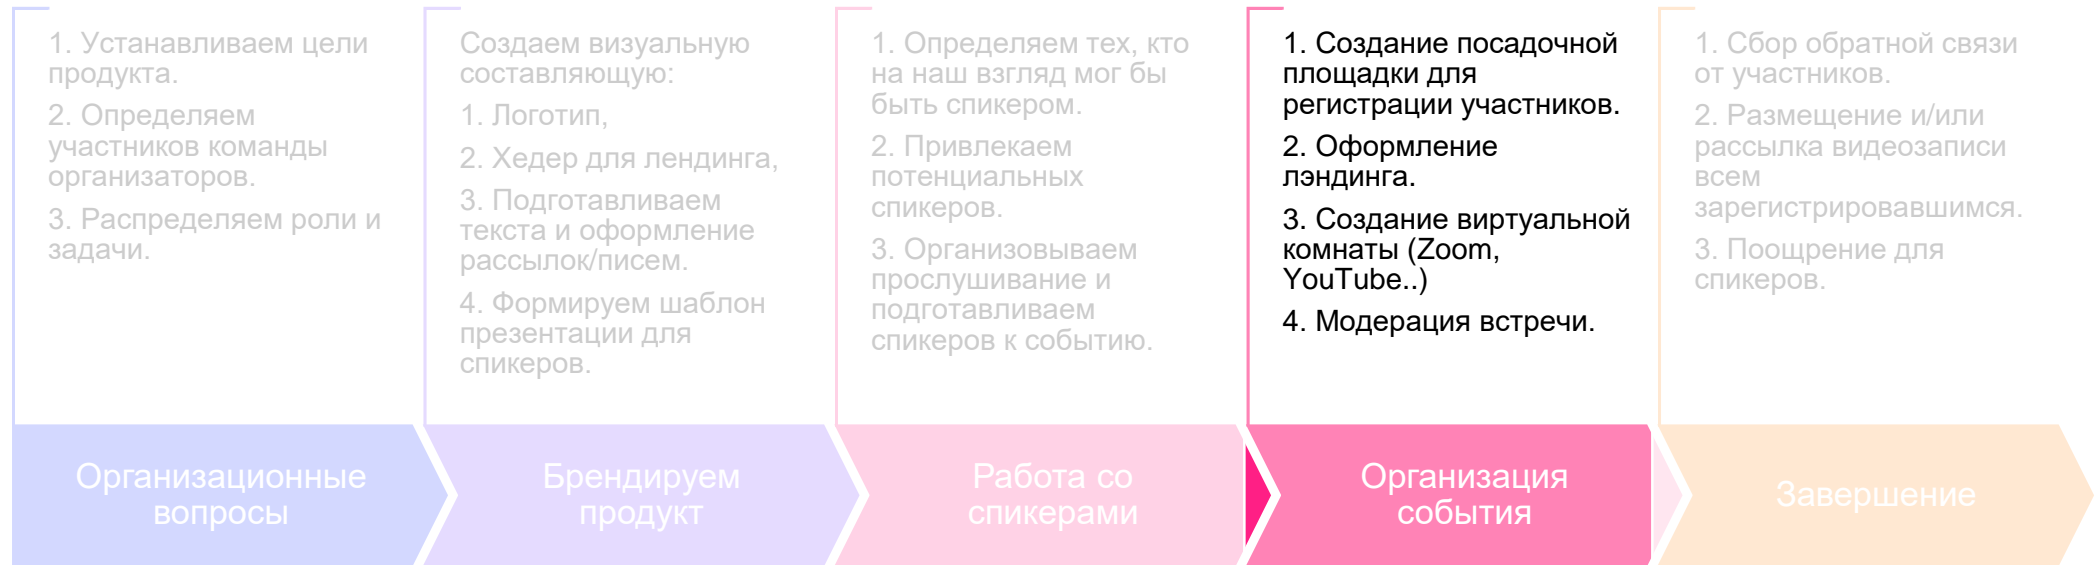 1. Устанавливаем цели
продукта.
2. Определяем
участников команды
организаторов.
3. Распределяем роли и
задачи.
Организационные
вопросы
Создаем визуальную
составляющую:
1. Логотип,
2. Хедер для лендинга,
3. Подготавливаем
текста и оформление
рассылок/писем.
4. Формируем шаблон
презентации для
спикеров.
Брендируем
продукт
1. Определяем тех, кто
на наш взгляд мог бы
быть спикером.
2. Привлекаем
потенциальных
спикеров.
3. Организовываем
прослушивание и
подготавливаем
спикеров к событию.
Работа со
спикерами
1. Создание посадочной
площадки для
регистрации участников.
2. Оформление
лэндинга.
3. Создание виртуальной
комнаты (Zoom,
YouTube..)
4. Модерация встречи.
Организация
события
1. Сбор обратной связи
от участников.
2. Размещение и/или
рассылка видеозаписи
всем
зарегистрировавшимся.
3. Поощрение для
спикеров.
Завершение